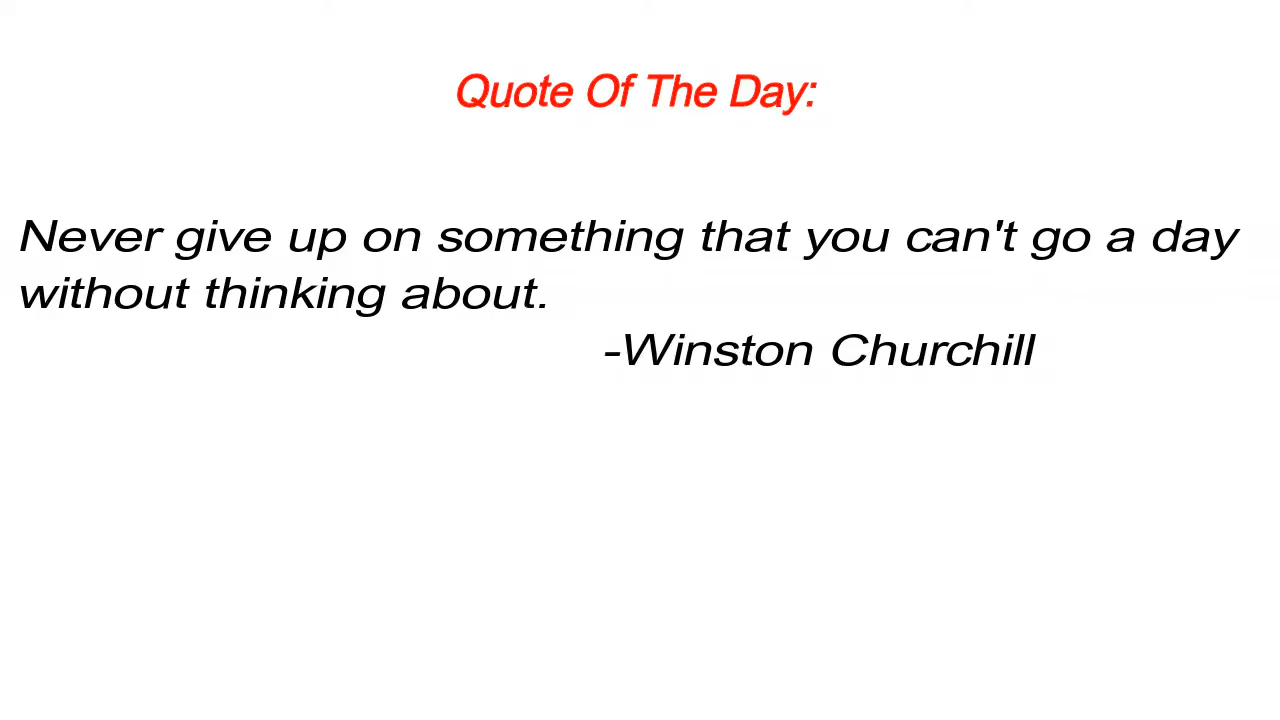 Quote Of The Day:
Never give up on something that you can't go a day
without thinking about.
-Winston Churchill